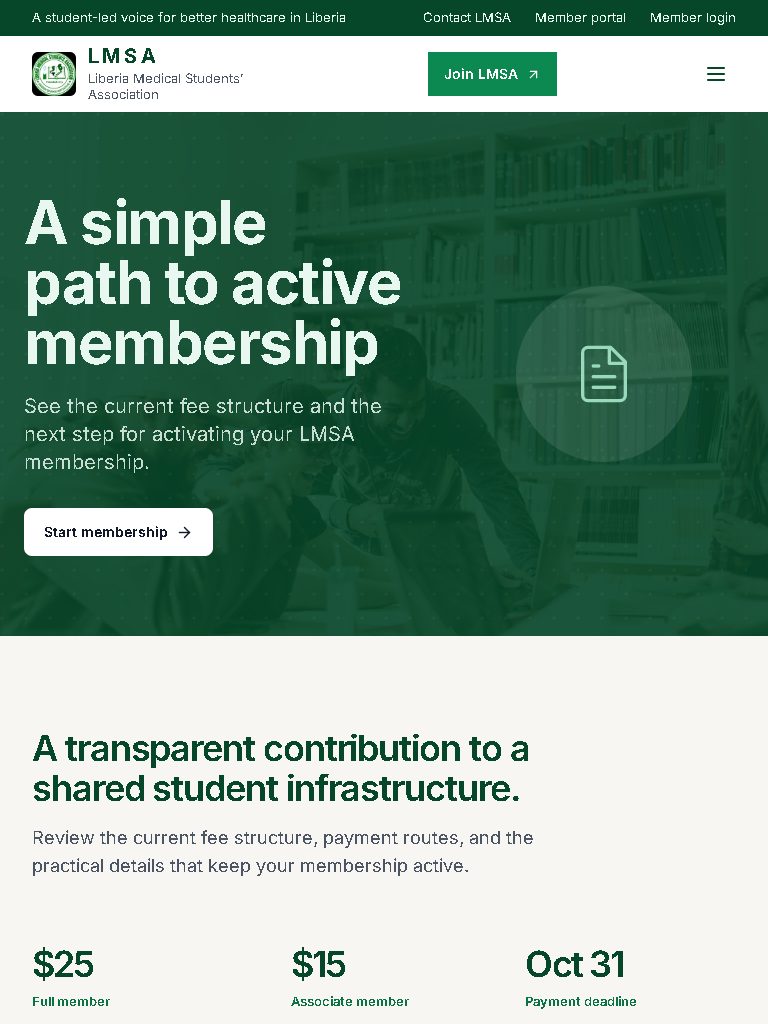 A student-led voice for better healthcare in Liberia
Contact LMSA
Member portal
Member login
LMSA
Liberia Medical Students'
Association
Join LMSA
A simple
path to active
membership
See the current fee structure and the
next step for activating your LMSA
membership.
Start membership
A transparent contribution to a
shared student infrastructure.
Review the current fee structure, payment routes, and the
practical details that keep your membership active.
$25
Full member
$15
Associate member
Oct 31
Payment deadline